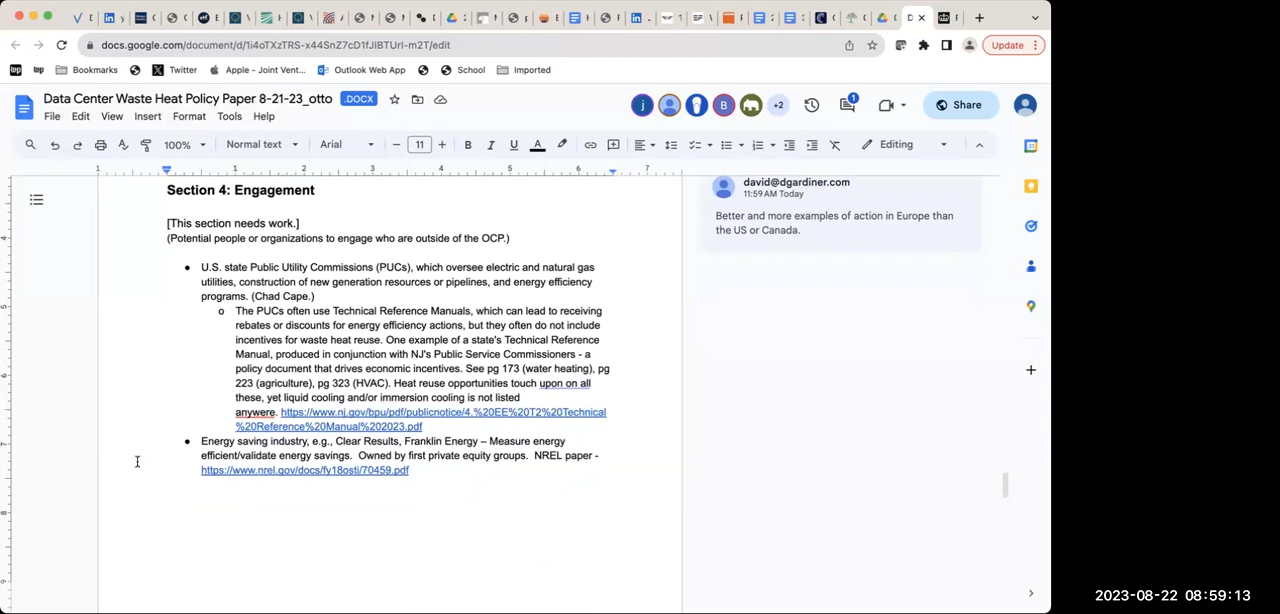 docs.google.com/document/d/1i4oTXzTRS-x44SnZ7cD1fJIBTUrl-m2T/edit
Update
wp
wp
Bookmarks
Twitter
Apple - Joint Vent...
Outlook Web App
School
Imported
Data Center Waste Heat Policy Paper 8-21-23_otto
.DOCX
+2
1
Share
File Edit View Insert Format Tools Help
100%
Normal text
Arial
11
Editing
1 1 2 3 4 5 6 7
Section 4: Engagement
[This section needs work.]
(Potential people or organizations to engage who are outside of the OCP.)
● U.S. state Public Utility Commissions (PUCs), which oversee electric and natural gas
utilities, construction of new generation resources or pipelines, and energy efficiency
programs. (Chad Cape.)
o The PUCs often use Technical Reference Manuals, which can lead to receiving
rebates or discounts for energy efficiency actions, but they often do not include
incentives for waste heat reuse. One example of a state's Technical Reference
Manual, produced in conjunction with NJ's Public Service Commissioners - a
policy document that drives economic incentives. See pg 173 (water heating), pg
223 (agriculture), pg 323 (HVAC). Heat reuse opportunities touch upon on all
these, yet liquid cooling and/or immersion cooling is not listed
anywere. https://www.nj.gov/bpu/pdf/publicnotice/4.%20EE%20T2%20Technical
%20Reference%20Manual%202023.pdf
● Energy saving industry, e.g., Clear Results, Franklin Energy – Measure energy
efficient/validate energy savings. Owned by first private equity groups. NREL paper -
https://www.nrel.gov/docs/fy18osti/70459.pdf
david@dgardiner.com
11:59 AM Today
Better and more examples of action in Europe than
the US or Canada.
2023-08-22 08:59:13